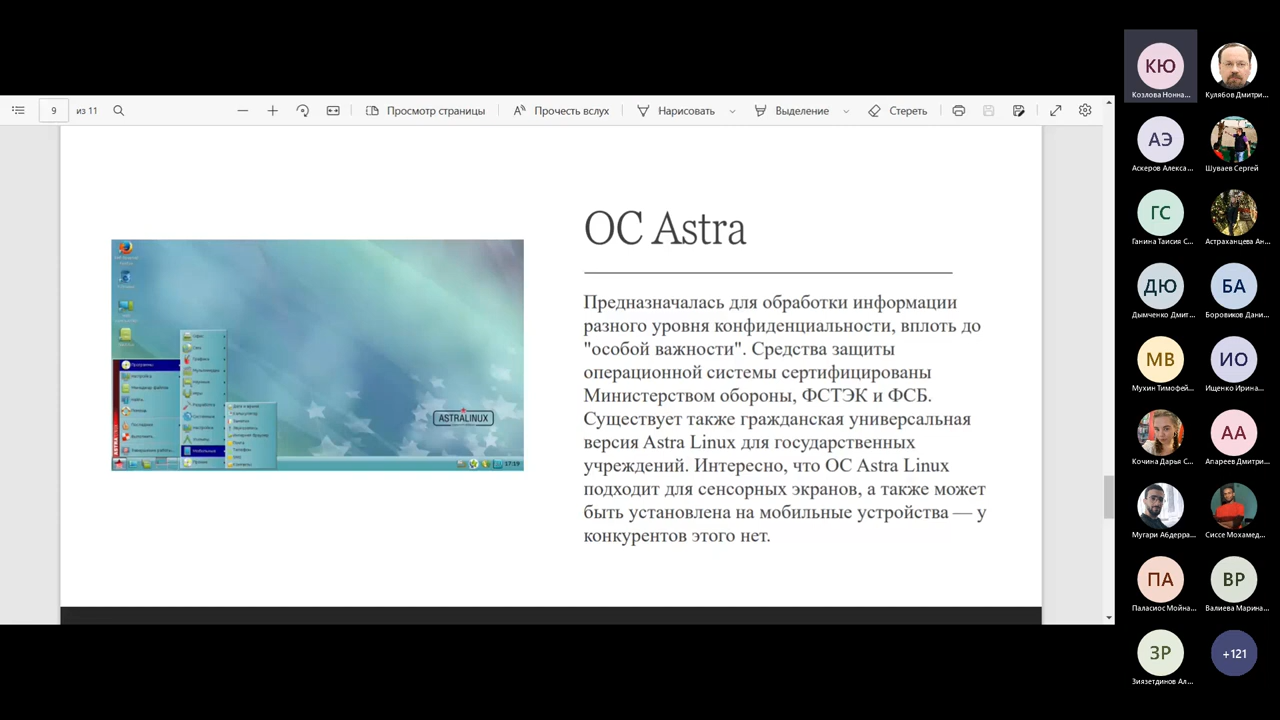 9 из 11
Просмотр страницы
Прочесть вслух
Нарисовать
Выделение
Стереть
ОС Astra
Предназначалась для обработки информации
разного уровня конфиденциальности, вплоть до
"особой важности". Средства защиты
операционной системы сертифицированы
Министерством обороны, ФСТЭК и ФСБ.
Существует также гражданская универсальная
версия Astra Linux для государственных
учреждений. Интересно, что ОС Astra Linux
подходит для сенсорных экранов, а также может
быть установлена на мобильные устройства — у
конкурентов этого нет.
ASTRALINUX
17:19
КЮ
Козлова Нонна...
Кулябов Дмитри...
АЭ
Аскеров Алекса...
Шуваев Сергей
ГС
Ганина Таисия С...
Астраханцева Ан...
ДЮ
Дымченко Дмит...
БА
Боровиков Дани...
МВ
Мухин Тимофей...
ИО
Ищенко Ирина...
Кочина Дарья С...
АА
Апареев Дмитри...
Мугари Абдерра...
Сиссе Мохамед...
ПА
Паласиос Мойна...
ВР
Валиева Марина...
ЗР
Зиязетдинов Ал...
+121